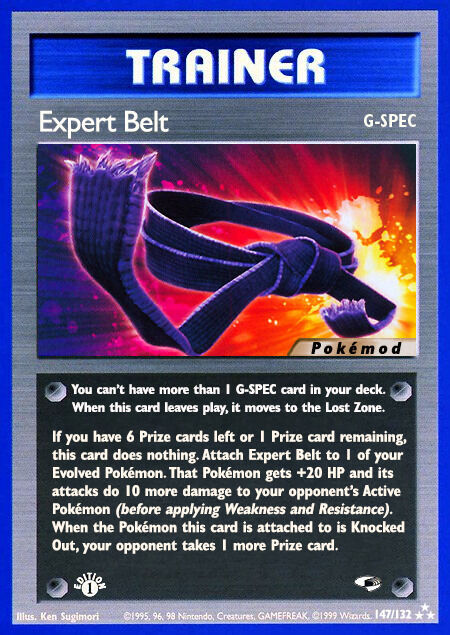 TRAINER
Expert Belt
G-SPEC
Pokémod
You can't have more than 1 G-SPEC card in your deck.
When this card leaves play, it moves to the Lost Zone.
If you have 6 Prize cards left or 1 Prize card remaining,
this card does nothing. Attach Expert Belt to 1 of your
Evolved Pokémon. That Pokémon gets +20 HP and its
attacks do 10 more damage to your opponent's Active
Pokémon (before applying Weakness and Resistance).
When the Pokémon this card is attached to is Knocked
Out, your opponent takes 1 more Prize card.
EDITION
1
Illus. Ken Sugimori
©1995, 96, 98 Nintendo, Creatures, GAMEFREAK. ©1999 Wizards.
147/132